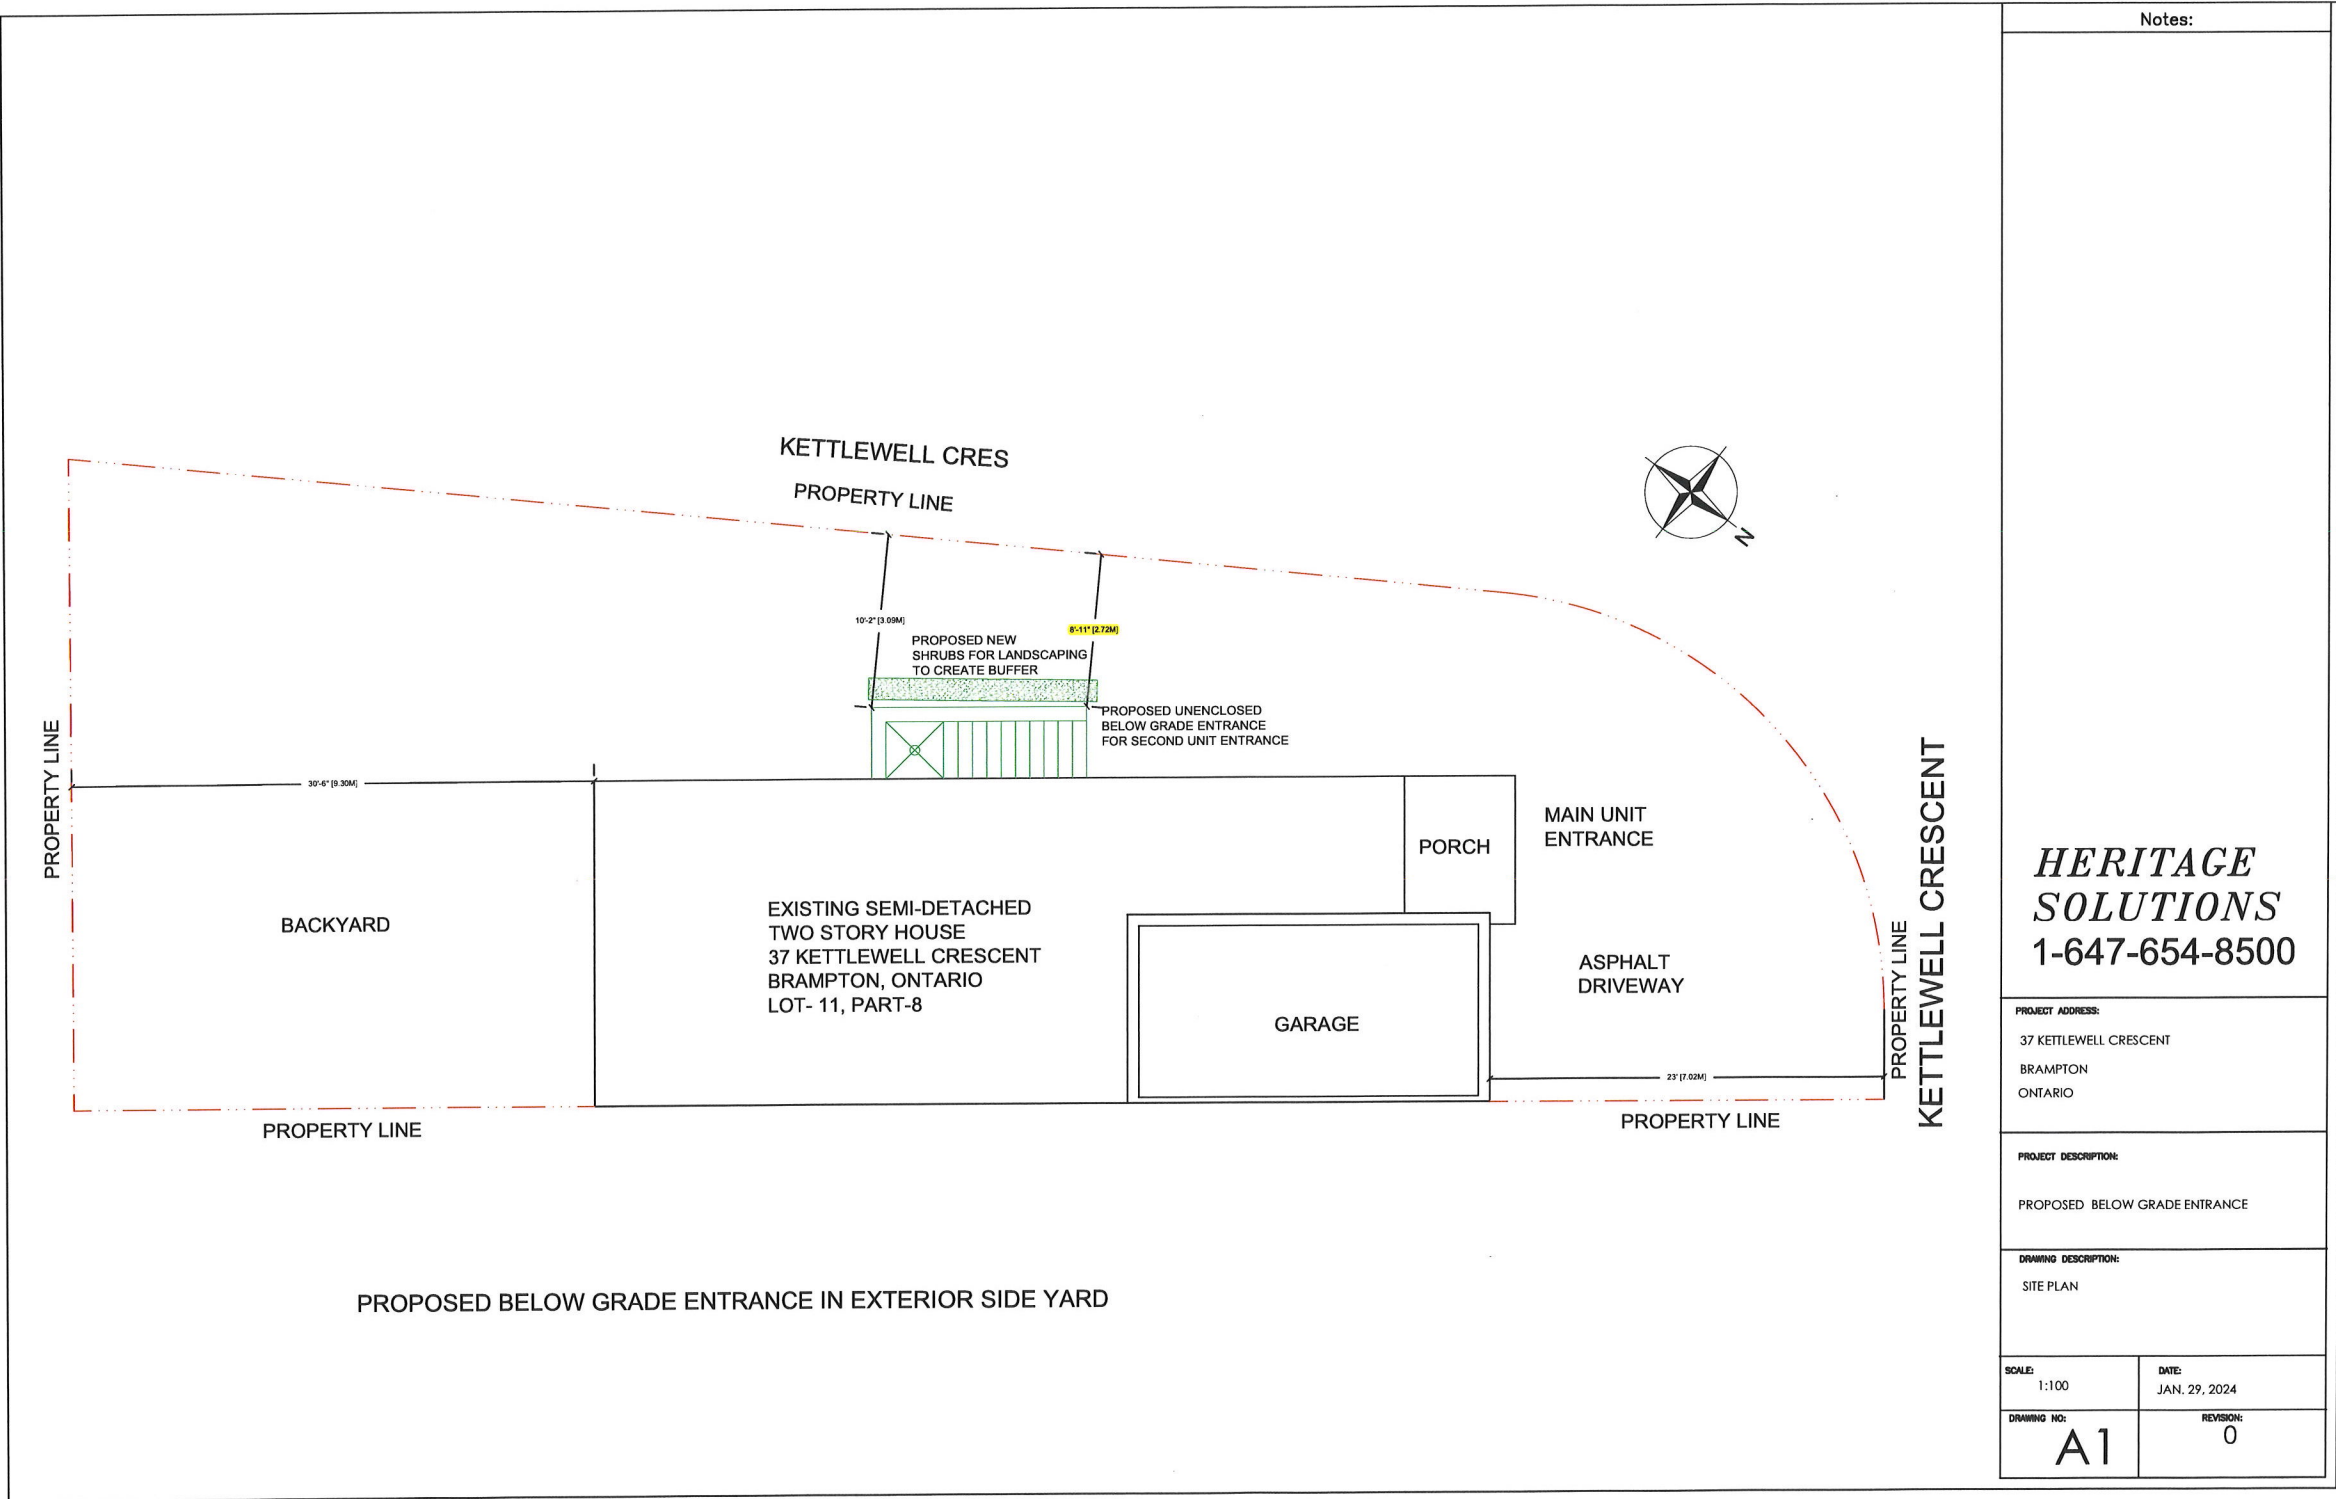 Notes:
KETTLEWELL CRES
PROPERTY LINE
N
10'-2" [3.09M]
8'-11" [2.72M]
PROPOSED NEW
SHRUBS FOR LANDSCAPING
TO CREATE BUFFER
PROPOSED UNENCLOSED
BELOW GRADE ENTRANCE
FOR SECOND UNIT ENTRANCE
PROPERTY LINE
30'-6" [9.30M]
BACKYARD
EXISTING SEMI-DETACHED
TWO STORY HOUSE
37 KETTLEWELL CRESCENT
BRAMPTON, ONTARIO
LOT- 11, PART-8
PORCH
MAIN UNIT
ENTRANCE
GARAGE
ASPHALT
DRIVEWAY
23' [7.02M]
PROPERTY LINE
KETTLEWELL CRESCENT
PROPERTY LINE
PROPERTY LINE
PROPOSED BELOW GRADE ENTRANCE IN EXTERIOR SIDE YARD
HERITAGE
SOLUTIONS
1-647-654-8500
PROJECT ADDRESS:
37 KETTLEWELL CRESCENT
BRAMPTON
ONTARIO
PROJECT DESCRIPTION:
PROPOSED BELOW GRADE ENTRANCE
DRAWING DESCRIPTION:
SITE PLAN
SCALE:
1:100
DATE:
JAN. 29, 2024
DRAWING NO:
A1
REVISION:
0